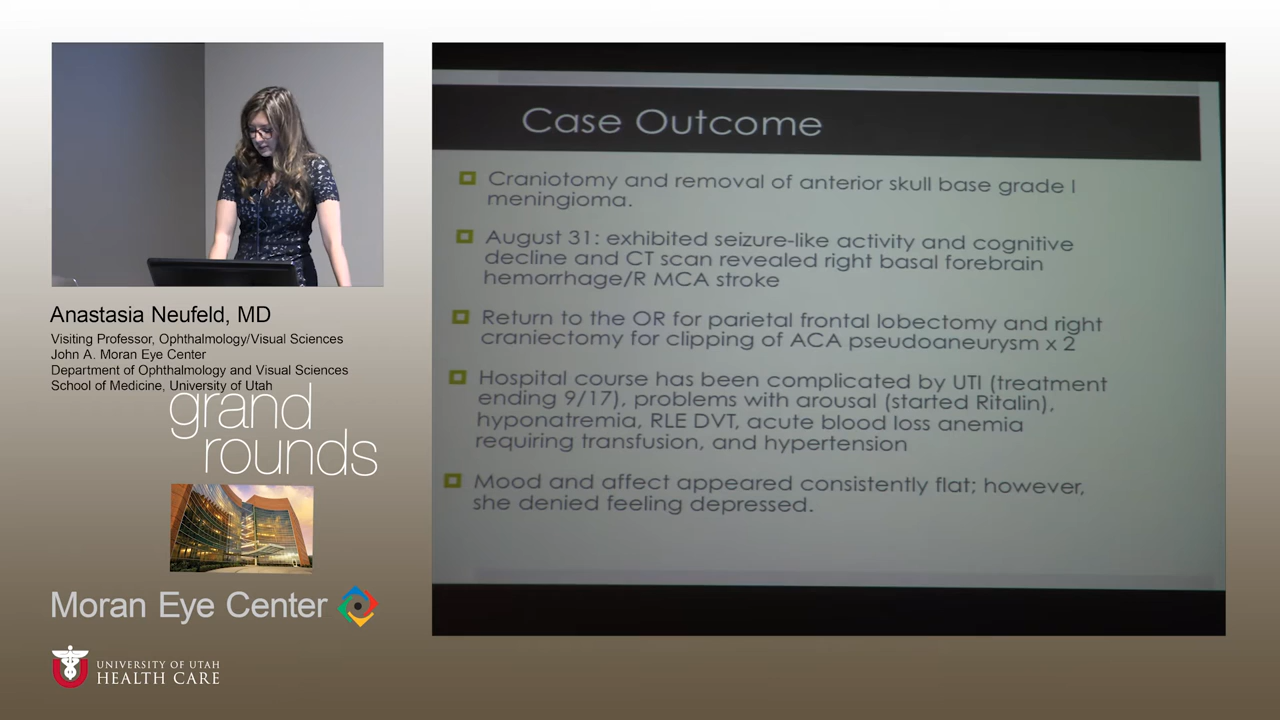 Anastasia Neufeld, MD
Visiting Professor, Ophthalmology/Visual Sciences
John A. Moran Eye Center
Department of Ophthalmology and Visual Sciences
School of Medicine, University of Utah
grand
rounds
Moran Eye Center
U
UNIVERSITY OF UTAH
HEALTH CARE
Case Outcome
Craniotomy and removal of anterior skull base grade I
meningioma.
August 31: exhibited seizure-like activity and cognitive
decline and CT scan revealed right basal forebrain
hemorrhage/R MCA stroke
Return to the OR for parietal frontal lobectomy and right
craniectomy for clipping of ACA pseudoaneurysm x 2
Hospital course has been complicated by UTI (treatment
ending 9/17), problems with arousal (started Ritalin),
hyponatremia, RLE DVT, acute blood loss anemia
requiring transfusion, and hypertension
Mood and affect appeared consistently flat; however,
she denied feeling depressed.